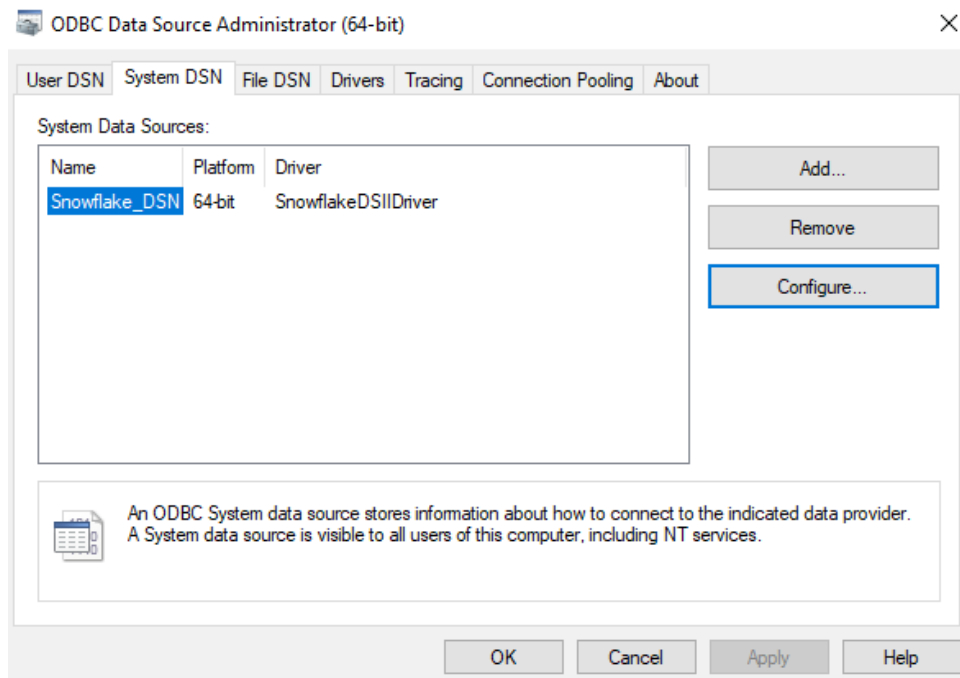 ODBC Data Source Administrator (64-bit)
User DSN System DSN File DSN Drivers Tracing Connection Pooling About
System Data Sources:
Name Platform Driver
Snowflake_DSN 64-bit SnowflakeDSIIDriver
Add...
Remove
Configure...
An ODBC System data source stores information about how to connect to the indicated data provider.
A System data source is visible to all users of this computer, including NT services.
OK Cancel Apply Help